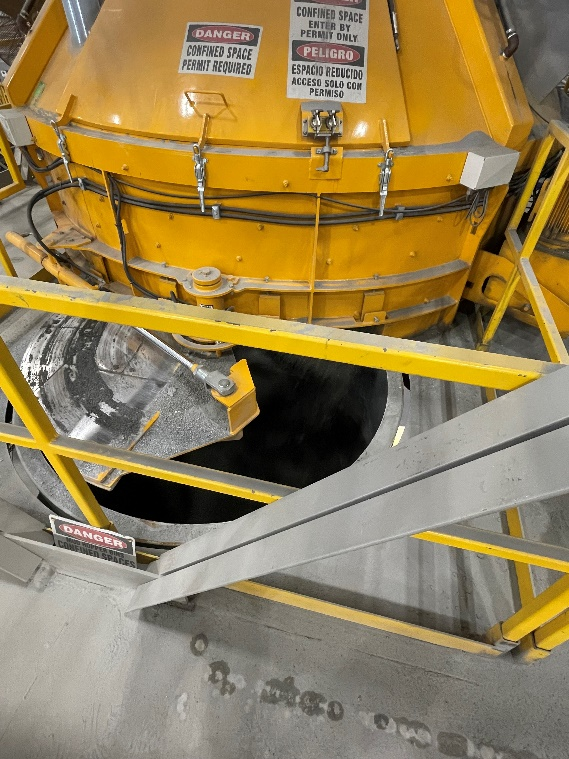 DANGER
CONFINED SPACE
PERMIT REQUIRED
CONFINED SPACE
ENTER BY
PERMIT ONLY.
PELIGRO
ESPACIO REDUCIDO
ACCESO SOLO CON
PERMISO
DANGER